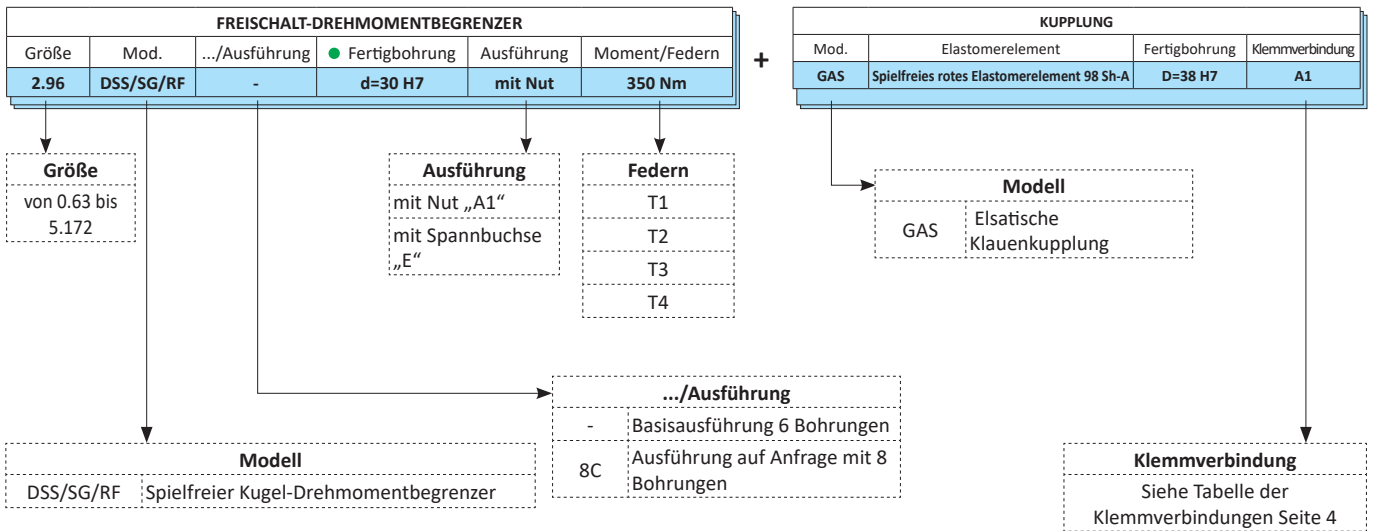 FREISCHALT-DREHMOMENTBEGRENZER
Größe Mod. .../Ausführung Fertigbohrung Ausführung Moment/Federn
2.96 DSS/SG/RF - d=30 H7 mit Nut 350 Nm
+
KUPPLUNG
Mod. Elastomerelement Fertigbohrung Klemmverbindung
GAS Spielfreies rotes Elastomerelement 98 Sh-A D=38 H7 A1
Größe
von 0.63 bis
5.172
Ausführung
mit Nut „A1“
mit Spannbuchse
„E“
Federn
T1
T2
T3
T4
Modell
GAS Elsatische
Klauenkupplung
.../Ausführung
- Basisausführung 6 Bohrungen
8C Ausführung auf Anfrage mit 8
Bohrungen
Modell
DSS/SG/RF Spielfreier Kugel-Drehmomentbegrenzer
Klemmverbindung
Siehe Tabelle der
Klemmverbindungen Seite 4